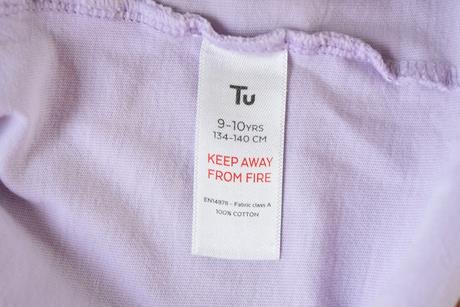 Tu
9-10YRS
134-140 CM
KEEP AWAY
FROM FIRE
EN14878 - Fabric class A
100% COTTON